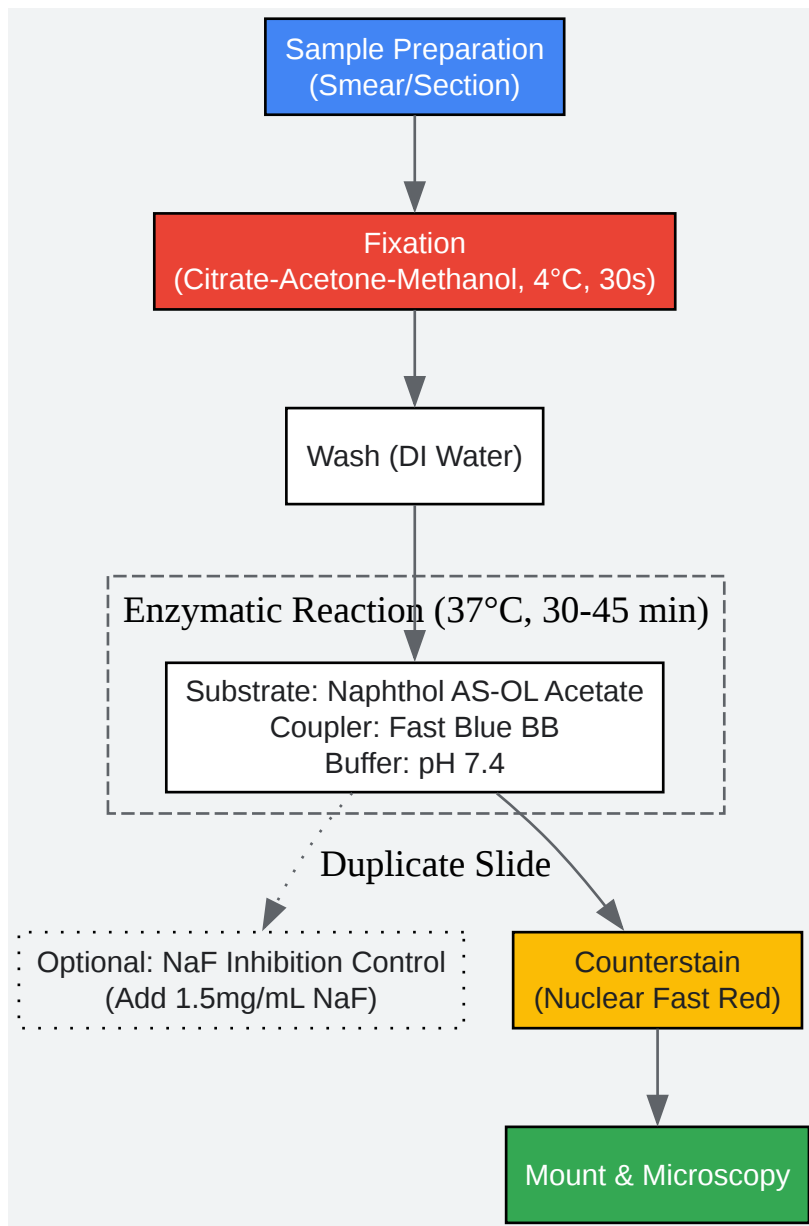 Sample Preparation
(Smear/Section)
Fixation
(Citrate-Acetone-Methanol, 4°C, 30s)
Wash (DI Water)
Enzymatic Reaction (37°C, 30-45 min)
Substrate: Naphthol AS-OL Acetate
Coupler: Fast Blue BB
Buffer: pH 7.4
Duplicate Slide
Optional: NaF Inhibition Control
(Add 1.5mg/mL NaF)
Counterstain
(Nuclear Fast Red)
Mount & Microscopy